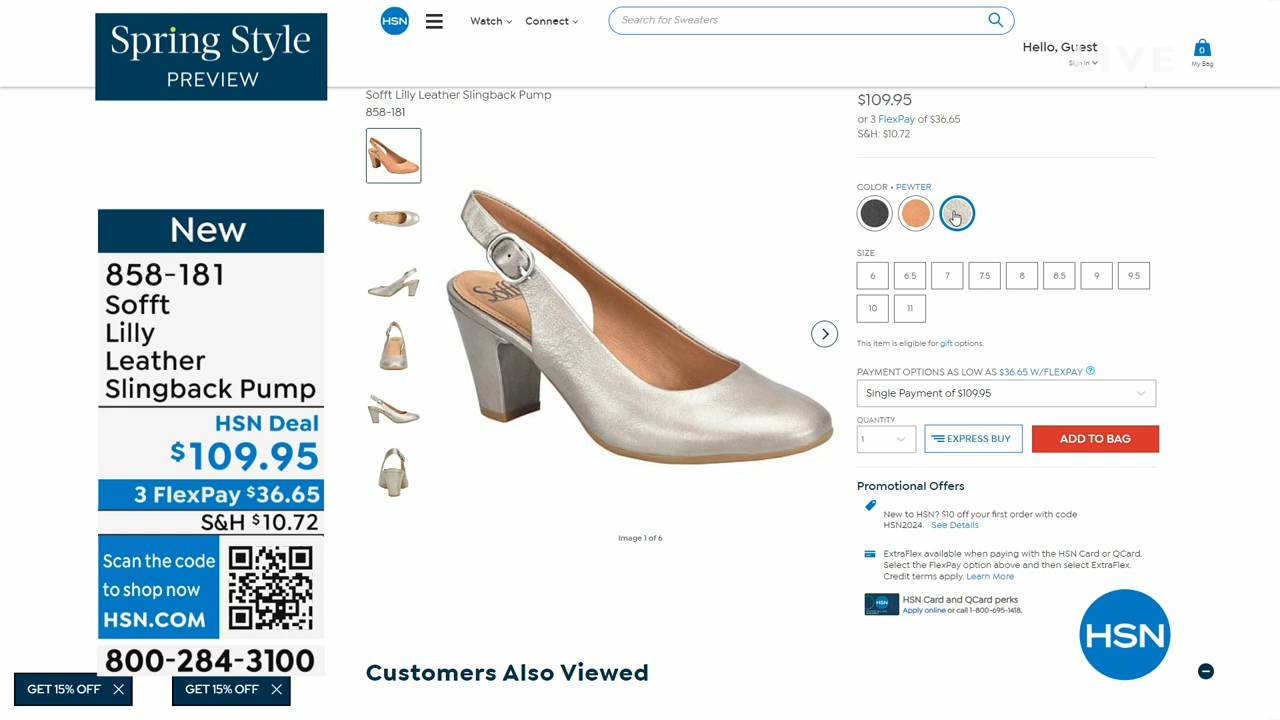 Spring Style
PREVIEW
HSN
Watch
Connect
Search for Sweaters
Hello, Guest
Sign In
LIVE
0
My Bag
New
858-181
Sofft
Lilly
Leather
Slingback Pump
HSN Deal
$109.95
3 FlexPay $36.65
S&H $10.72
Scan the code
to shop now
HSN.COM
800-284-3100
GET 15% OFF
GET 15% OFF
Sofft Lilly Leather Slingback Pump
858-181
Sofft
Image 1 of 6
$109.95
or 3 FlexPay of $36.65
S&H: $10.72
COLOR • PEWTER
SIZE
6 6.5 7 7.5 8 8.5 9 9.5
10 11
This item is eligible for gift options.
PAYMENT OPTIONS AS LOW AS $36.65 W/FLEXPAY ?
Single Payment of $109.95
QUANTITY
1
EXPRESS BUY
ADD TO BAG
Promotional Offers
New to HSN? $10 off your first order with code
HSN2024. See Details
ExtraFlex available when paying with the HSN Card or QCard.
Select the FlexPay option above and then select ExtraFlex.
Credit terms apply. Learn More
HSN
HSN Card and QCard perks
Apply online or call 1-800-695-1418.
HSN
Customers Also Viewed